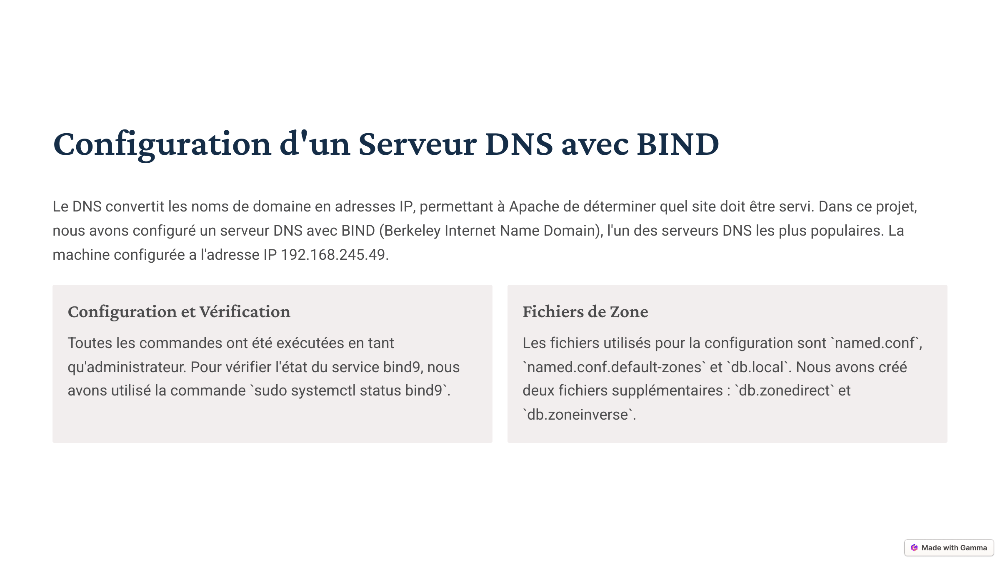 Configuration d'un Serveur DNS avec BIND
Le DNS convertit les noms de domaine en adresses IP, permettant à Apache de déterminer quel site doit être servi. Dans ce projet,
nous avons configuré un serveur DNS avec BIND (Berkeley Internet Name Domain), l'un des serveurs DNS les plus populaires. La
machine configurée a l'adresse IP 192.168.245.49.
Configuration et Vérification
Toutes les commandes ont été exécutées en tant
qu'administrateur. Pour vérifier l'état du service bind9, nous
avons utilisé la commande `sudo systemctl status bind9`.
Fichiers de Zone
Les fichiers utilisés pour la configuration sont `named.conf`,
`named.conf.default-zones` et `db.local`. Nous avons créé
deux fichiers supplémentaires : `db.zonedirect` et
`db.zoneinverse`.
Made with Gamma